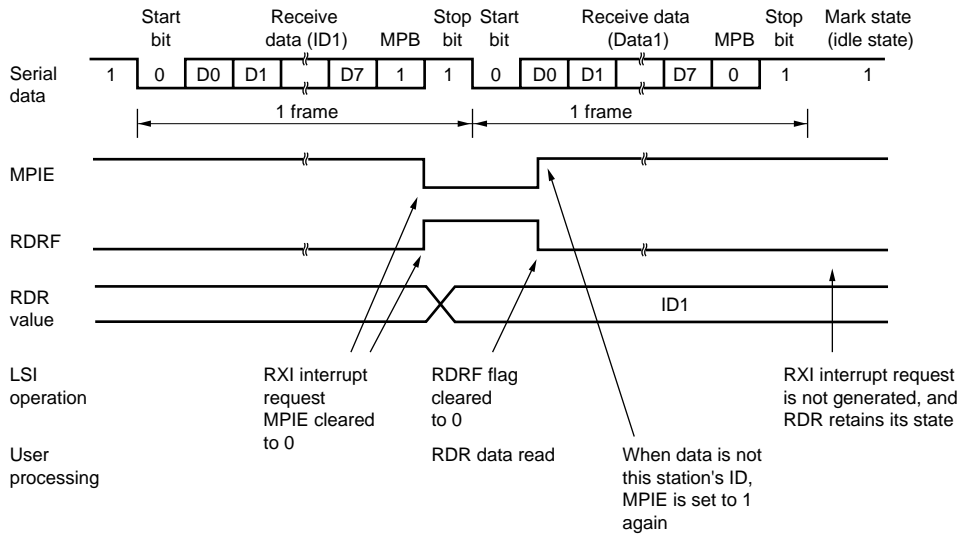 Start bit
Receive data (ID1)
MPB
Stop bit
Start bit
Receive data (Data1)
MPB
Stop bit
Mark state (idle state)
Serial data
1 0 D0 D1 D7 1 1 0 D0 D1 D7 0 1 1
1 frame
1 frame
MPIE
RDRF
RDR value
ID1
LSI operation
RXI interrupt request MPIE cleared to 0
RDRF flag cleared to 0
RXI interrupt request is not generated, and RDR retains its state
User processing
RDR data read
When data is not this station's ID, MPIE is set to 1 again